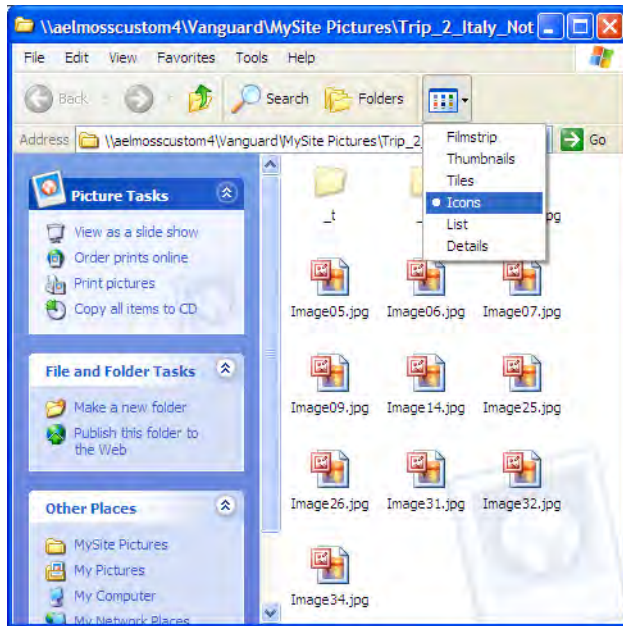 \\aelmosscustom4\Vanguard\MySite Pictures\Trip_2_Italy_Not
File Edit View Favorites Tools Help
Back Search Folders
Address \\aelmosscustom4\Vanguard\MySite Pictures\Trip_2 Go
Filmstrip
Thumbnails
Tiles
Icons
List
Details
Picture Tasks
View as a slide show
Order prints online
Print pictures
Copy all items to CD
File and Folder Tasks
Make a new folder
Publish this folder to
the Web
Other Places
MySite Pictures
My Pictures
My Computer
My Network Places
_t
Image05.jpg Image06.jpg Image07.jpg
Image09.jpg Image14.jpg Image25.jpg
Image26.jpg Image31.jpg Image32.jpg
Image34.jpg